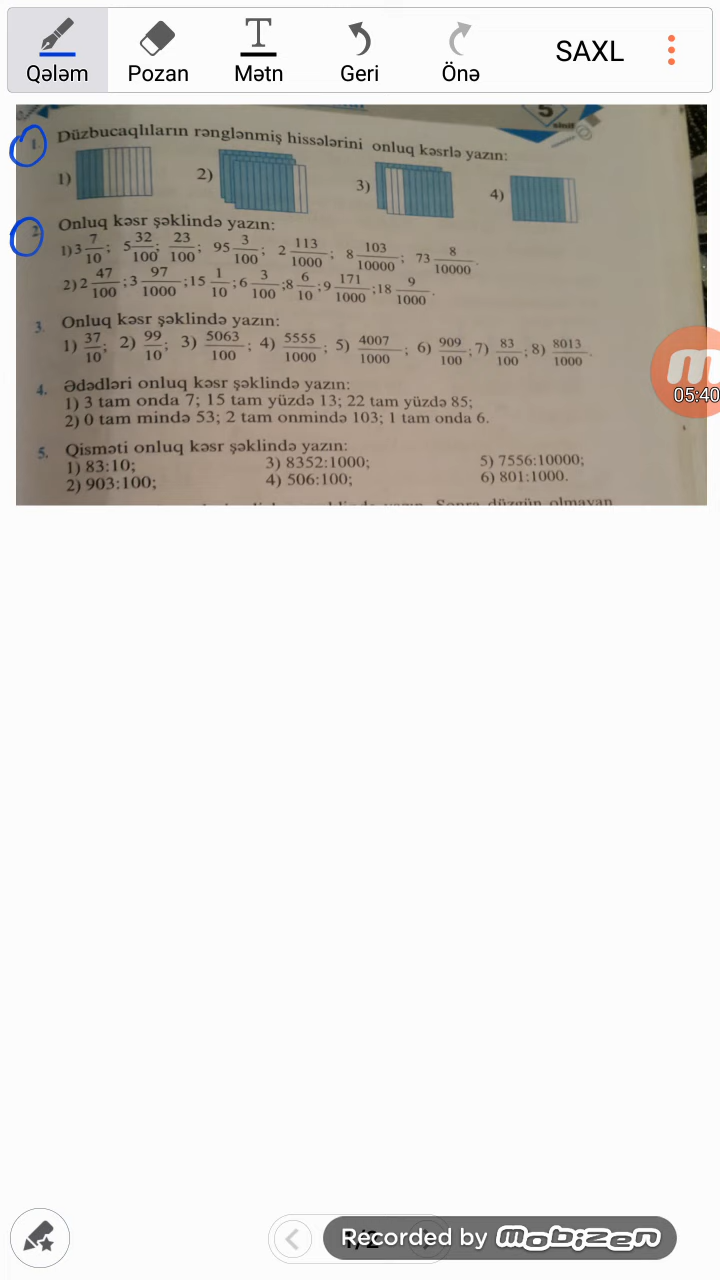 Qələm Pozan Mətn Geri Önə SAXL
5
sinif
1. Düzbucaqlıların rənglənmiş hissələrini onluq kəsrlə yazın:
1) 2) 3) 4)
2. Onluq kəsr şəklində yazın:
1) 3 7/10; 5 32/100; 23/100; 95 3/100; 2 113/1000; 8 103/10000; 73 8/10000.
2) 2 47/100; 3 97/1000; 15 1/10; 6 3/100; 8 6/10; 9 171/1000; 18 9/1000.
3. Onluq kəsr şəklində yazın:
1) 37/10; 2) 99/10; 3) 5063/100; 4) 5555/1000; 5) 4007/1000; 6) 909/100; 7) 83/100; 8) 8013/1000.
4. Ədədləri onluq kəsr şəklində yazın:
1) 3 tam onda 7; 15 tam yüzdə 13; 22 tam yüzdə 85;
2) 0 tam mində 53; 2 tam onmində 103; 1 tam onda 6.
5. Qisməti onluq kəsr şəklində yazın:
1) 83:10; 3) 8352:1000; 5) 7556:10000;
2) 903:100; 4) 506:100; 6) 801:1000.
yazın. Sonra düzgün olmayan
05:40
1/2
Recorded by mobizen